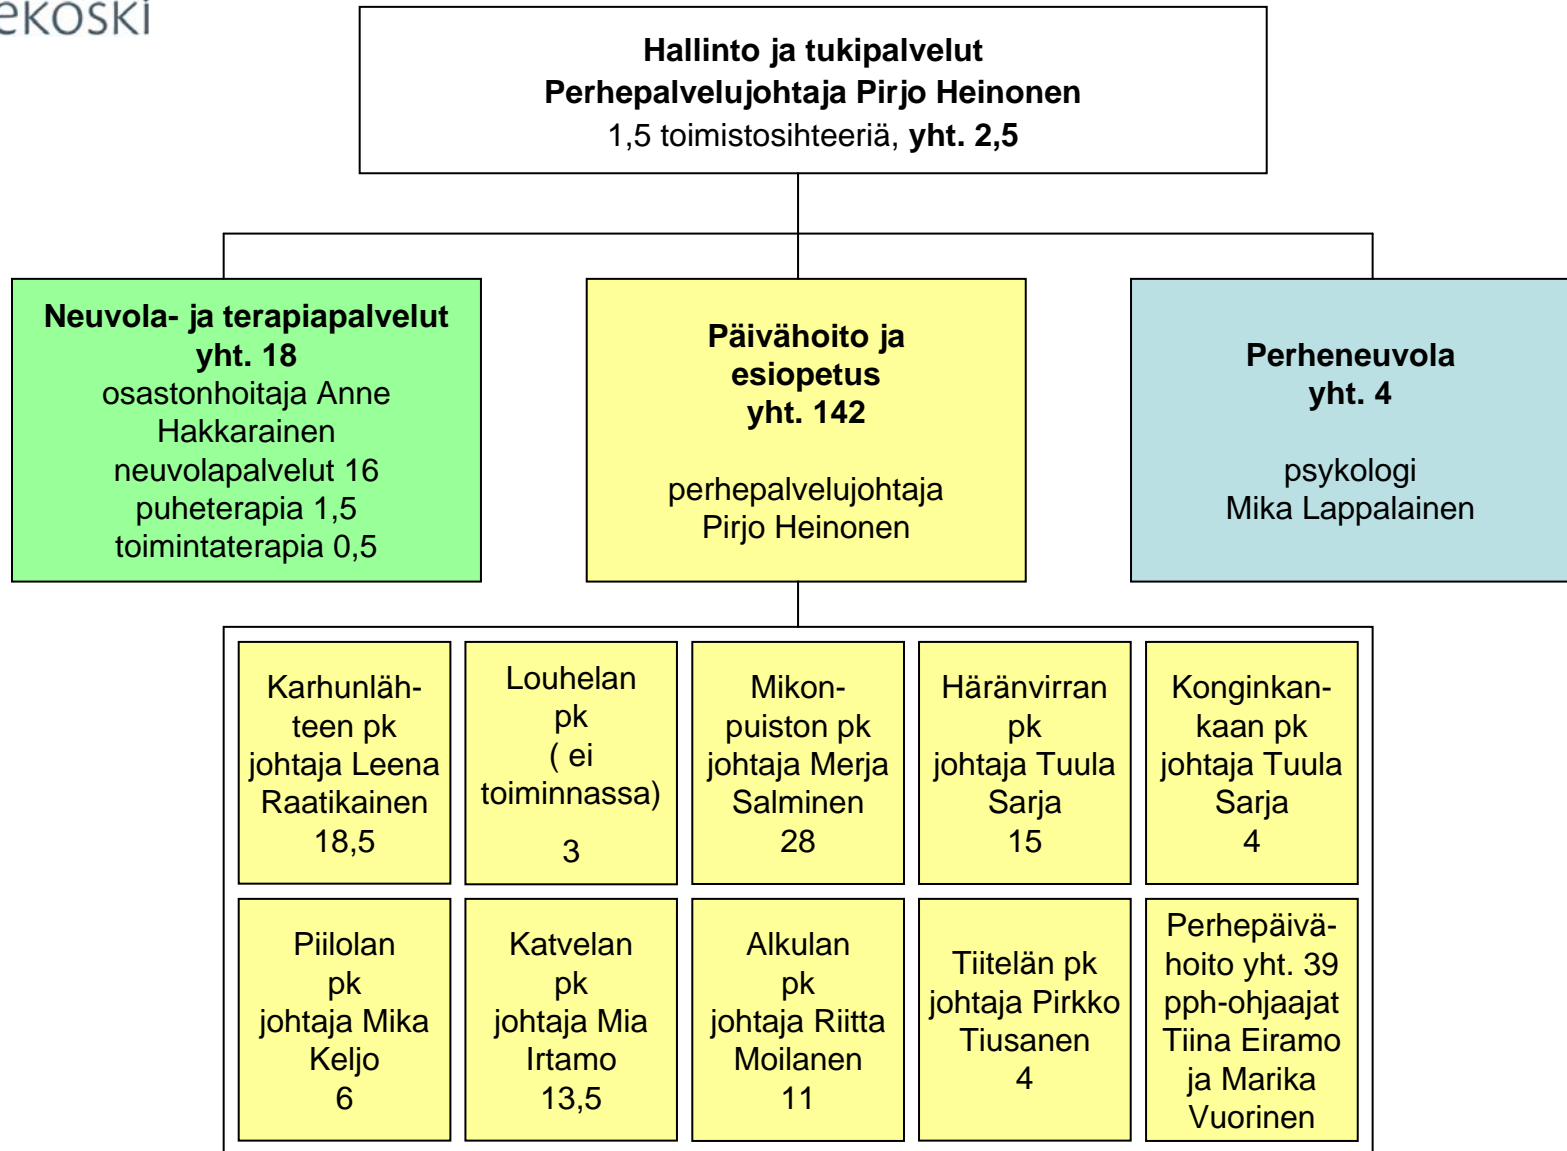 ekoski
Hallinto ja tukipalvelut
Perhepalvelujohtaja Pirjo Heinonen
1,5 toimistosihteeriä, yht. 2,5
Neuvola- ja terapiapalvelut
yht. 18
osastonhoitaja Anne
Hakkarainen
neuvolapalvelut 16
puheterapia 1,5
toimintaterapia 0,5
Päivähoito ja
esiopetus
yht. 142
perhepalvelujohtaja
Pirjo Heinonen
Perheneuvola
yht. 4
psykologi
Mika Lappalainen
Karhunläh-
teen pk
johtaja Leena
Raatikainen
18,5
Louhelan
pk
( ei
toiminnassa)
3
Mikon-
puiston pk
johtaja Merja
Salminen
28
Häränvirran
pk
johtaja Tuula
Sarja
15
Konginkan-
kaan pk
johtaja Tuula
Sarja
4
Piilolan
pk
johtaja Mika
Keljo
6
Katvelan
pk
johtaja Mia
Irtamo
13,5
Alkulan
pk
johtaja Riitta
Moilanen
11
Tiitelän pk
johtaja Pirkko
Tiusanen
4
Perhepäivä-
hoito yht. 39
pph-ohjaajat
Tiina Eiramo
ja Marika
Vuorinen